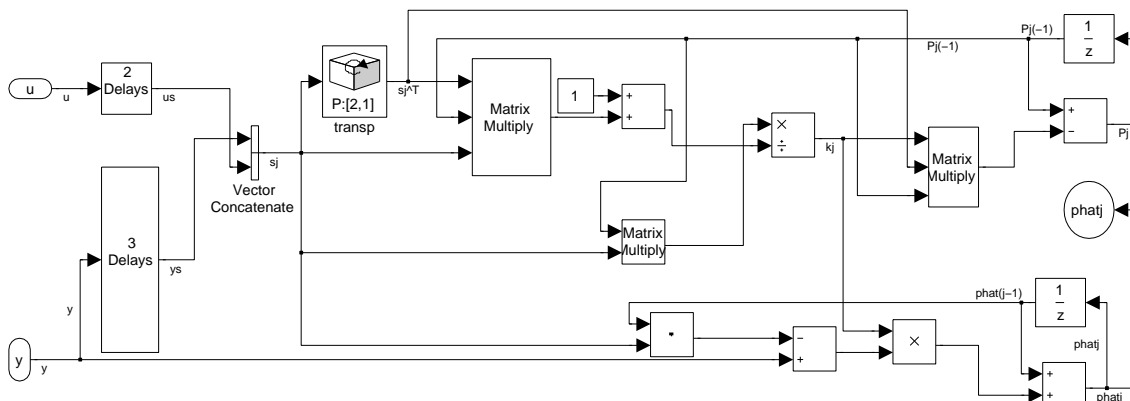 Pj(−1)
Pj(−1)
1
z
u
u
2
Delays
us
P:[2,1]
transp
sj^T
Matrix
Multiply
1
+
+
×
÷
kj
Matrix
Multiply
+
−
Pj
sj
Vector
Concatenate
phatj
3
Delays
ys
Matrix
Multiply
y
phat(j−1)
1
z
y
y
−
+
×
phatj
+
+
phatj